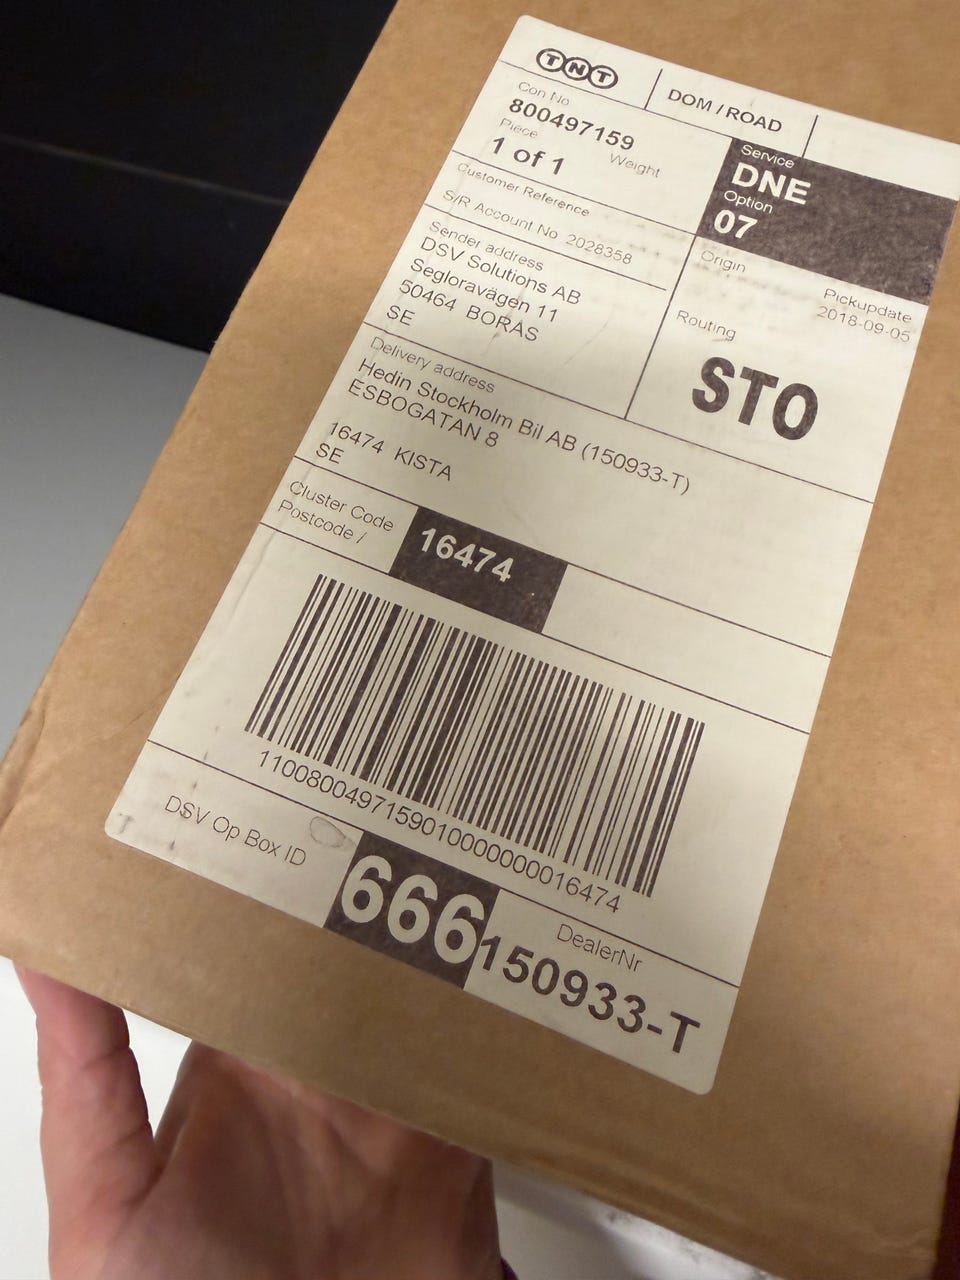 TNT
DOM / ROAD
Con No
800497159
Piece
Weight
1 of 1
Service
DNE
Option
07
Customer Reference
S/R Account No 2028358
Origin
Pickupdate
2018-09-05
Sender address
DSV Solutions AB
Segloravägen 11
50464 BORÅS
SE
Routing
STO
Delivery address
Hedin Stockholm Bil AB (150933-T)
ESBOGATAN 8
16474 KISTA
SE
Cluster Code
Postcode /
16474
1100800497159010000000016474
DSV Op Box ID
666
DealerNr
150933-T